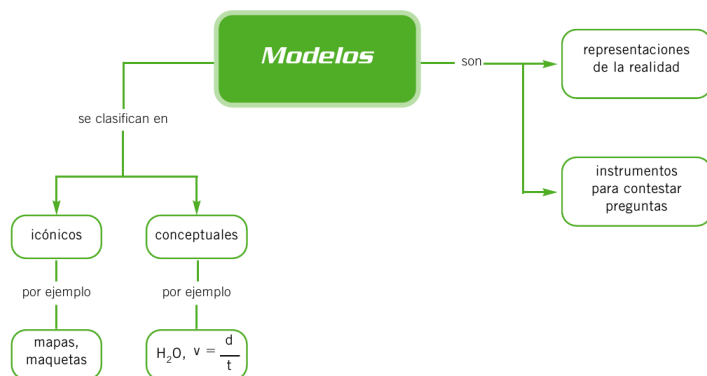 Modelos
son
representaciones
de la realidad
instrumentos
para contestar
preguntas
se clasifican en
icónicos
conceptuales
por ejemplo
por ejemplo
mapas,
maquetas
H₂O, v = d/t